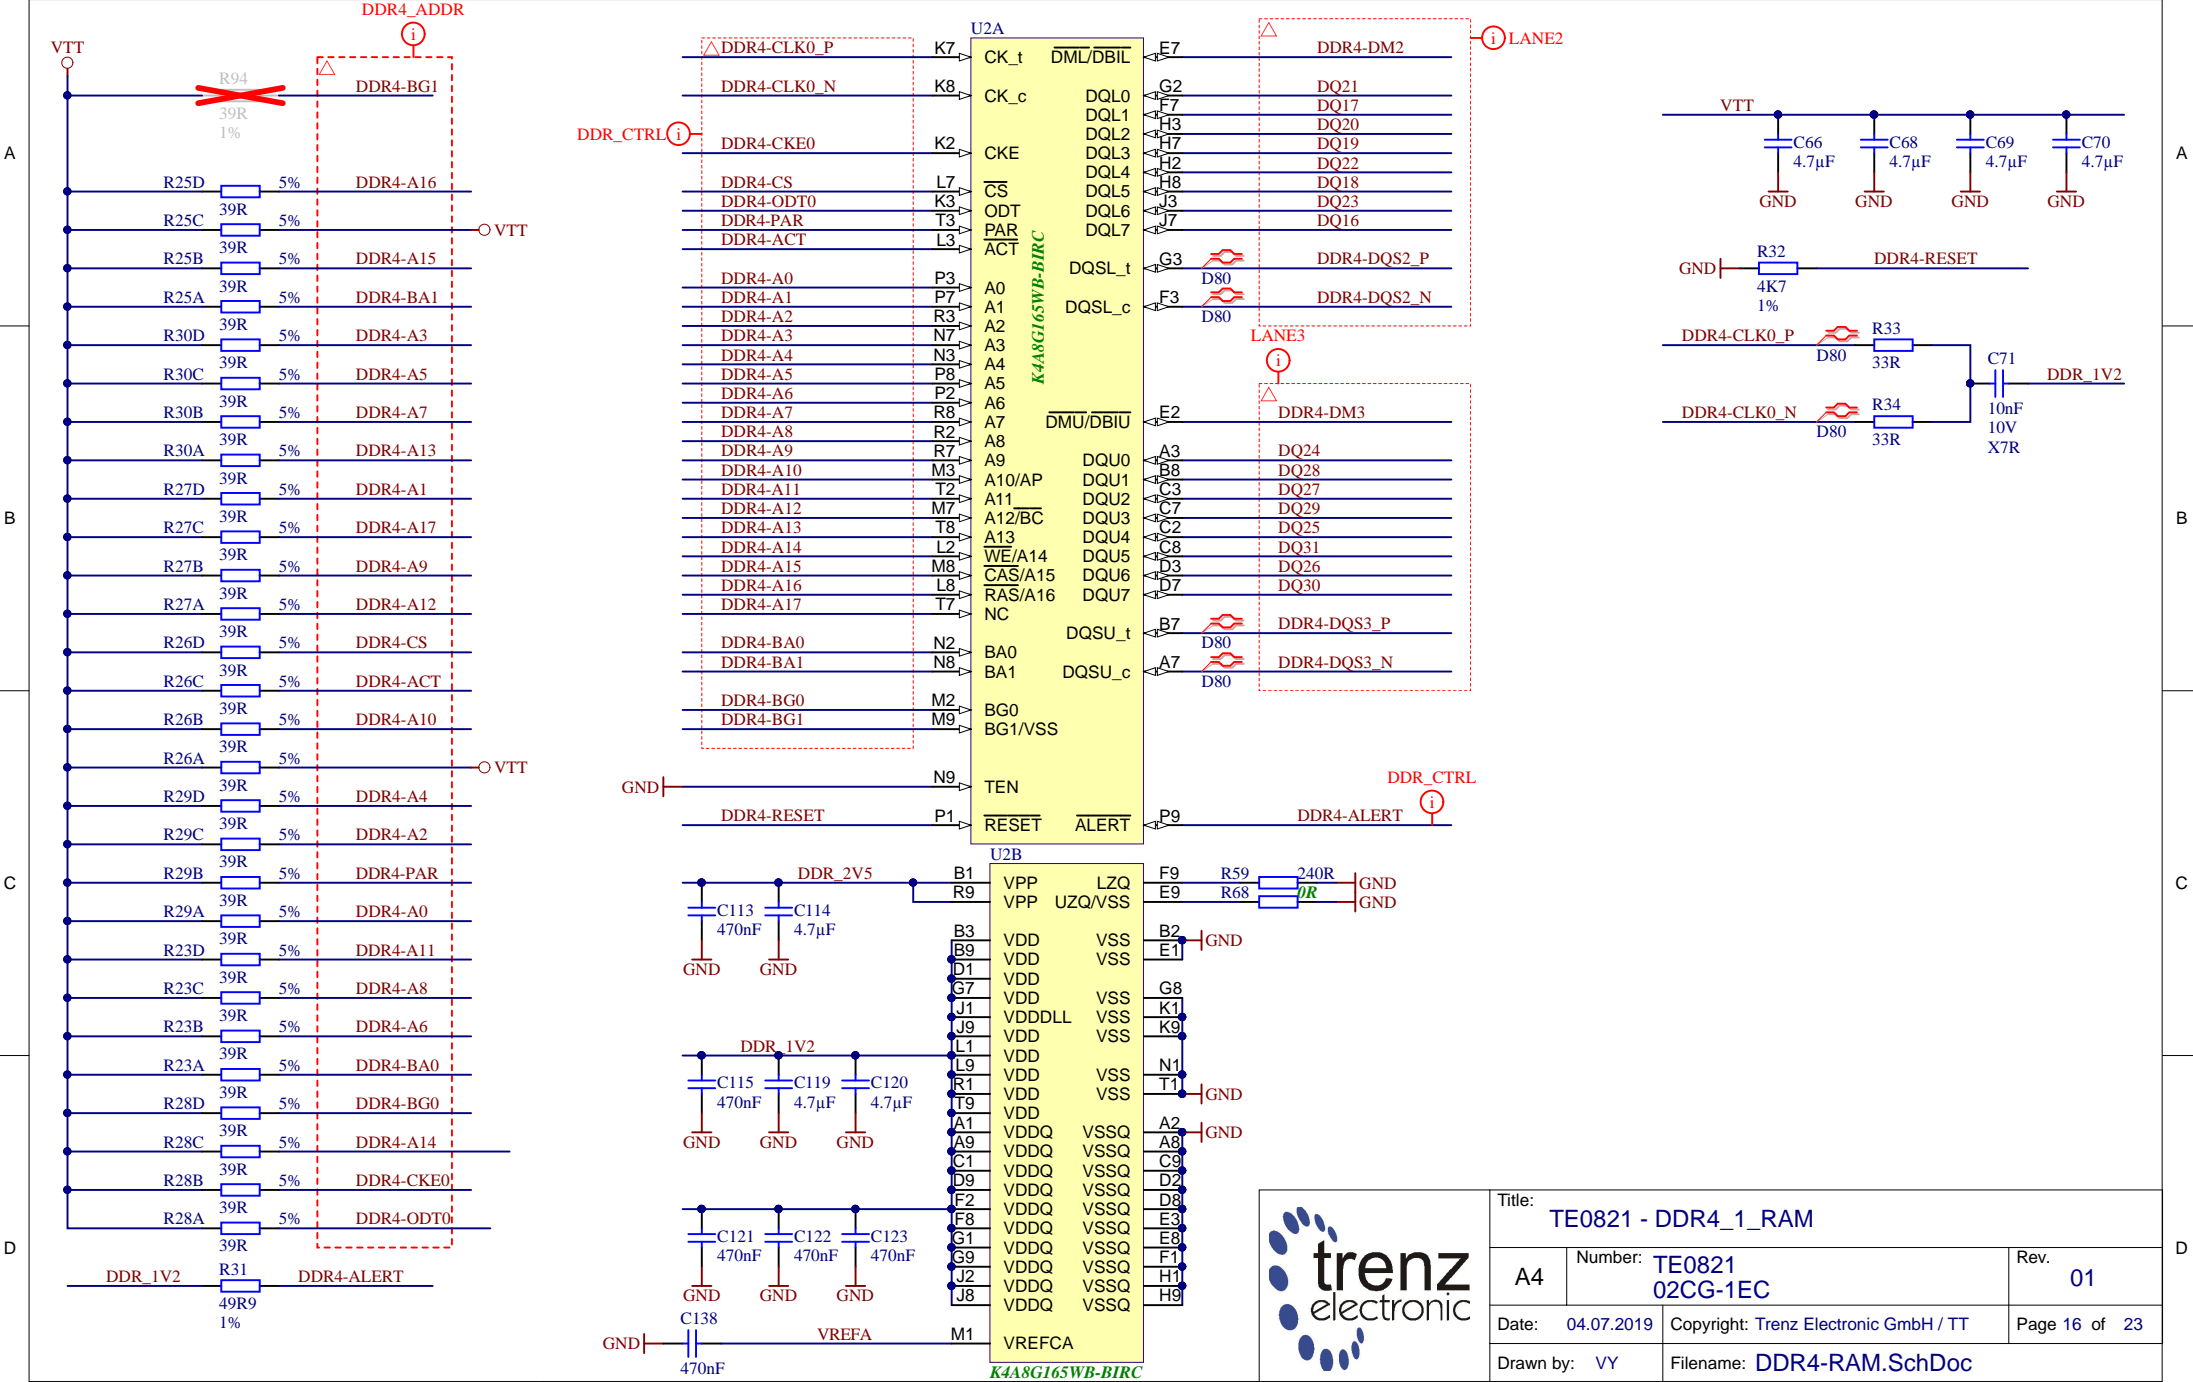 DDR4_ADDR
i
VTT
R94
39R
1%
DDR4-BG1
R25D 5% DDR4-A16
39R
R25C 5% VTT
39R
R25B 5% DDR4-A15
39R
R25A 5% DDR4-BA1
39R
R30D 5% DDR4-A3
39R
R30C 5% DDR4-A5
39R
R30B 5% DDR4-A7
39R
R30A 5% DDR4-A13
39R
R27D 5% DDR4-A1
39R
R27C 5% DDR4-A17
39R
R27B 5% DDR4-A9
39R
R27A 5% DDR4-A12
39R
R26D 5% DDR4-CS
39R
R26C 5% DDR4-ACT
39R
R26B 5% DDR4-A10
39R
R26A 5% VTT
39R
R29D 5% DDR4-A4
39R
R29C 5% DDR4-A2
39R
R29B 5% DDR4-PAR
39R
R29A 5% DDR4-A0
39R
R23D 5% DDR4-A11
39R
R23C 5% DDR4-A8
39R
R23B 5% DDR4-A6
39R
R23A 5% DDR4-BA0
39R
R28D 5% DDR4-BG0
39R
R28C 5% DDR4-A14
39R
R28B 5% DDR4-CKE0
39R
R28A 5% DDR4-ODT0
39R
DDR_1V2 R31 DDR4-ALERT
49R9
1%
A
B
C
D
U2A
DDR_CTRL i
DDR4-CLK0_P K7 CK_t
DDR4-CLK0_N K8 CK_c
DDR4-CKE0 K2 CKE
DDR4-CS L7 CS
DDR4-ODT0 K3 ODT
DDR4-PAR T3 PAR
DDR4-ACT L3 ACT
DDR4-A0 P3 A0
DDR4-A1 P7 A1
DDR4-A2 R3 A2
DDR4-A3 N7 A3
DDR4-A4 N3 A4
DDR4-A5 P8 A5
DDR4-A6 P2 A6
DDR4-A7 R8 A7
DDR4-A8 R2 A8
DDR4-A9 R7 A9
DDR4-A10 M3 A10/AP
DDR4-A11 T2 A11
DDR4-A12 M7 A12/BC
DDR4-A13 T8 A13
DDR4-A14 L2 WE/A14
DDR4-A15 M8 CAS/A15
DDR4-A16 L8 RAS/A16
DDR4-A17 T7 NC
DDR4-BA0 N2 BA0
DDR4-BA1 N8 BA1
DDR4-BG0 M2 BG0
DDR4-BG1 M9 BG1/VSS
GND N9 TEN
DDR4-RESET P1 RESET
K4A8G165WB-BIRC
LANE2 i
DML/DBIL E7 DDR4-DM2
DQL0 G2 DQ21
DQL1 F7 DQ17
DQL2 H3 DQ20
DQL3 H7 DQ19
DQL4 H2 DQ22
DQL5 H8 DQ18
DQL6 J3 DQ23
DQL7 J7 DQ16
DQSL_t G3 D80 DDR4-DQS2_P
DQSL_c F3 D80 DDR4-DQS2_N
LANE3
i
DMU/DBIU E2 DDR4-DM3
DQU0 A3 DQ24
DQU1 B8 DQ28
DQU2 C3 DQ27
DQU3 C7 DQ29
DQU4 C2 DQ25
DQU5 C8 DQ31
DQU6 D3 DQ26
DQU7 D7 DQ30
DQSU_t B7 D80 DDR4-DQS3_P
DQSU_c A7 D80 DDR4-DQS3_N
DDR_CTRL
i
ALERT P9 DDR4-ALERT
U2B
DDR_2V5 B1 VPP
R9 VPP
C113 C114
470nF 4.7µF
GND GND
B3 VDD
B9 VDD
D1 VDD
G7 VDD
J1 VDDDLL
J9 VDD
DDR_1V2 L1 VDD
L9 VDD
R1 VDD
T9 VDD
C115 C119 C120
470nF 4.7µF 4.7µF
GND GND GND
A1 VDDQ
A9 VDDQ
C1 VDDQ
D9 VDDQ
F2 VDDQ
F8 VDDQ
G1 VDDQ
G9 VDDQ
J2 VDDQ
J8 VDDQ
C121 C122 C123
470nF 470nF 470nF
GND GND GND
C138
GND VREFA M1 VREFCA
470nF
K4A8G165WB-BIRC
LZQ F9 R59 240R GND
UZQ/VSS E9 R68 0R GND
VSS B2 GND
VSS E1
VSS G8
VSS K1
VSS K9
VSS N1
VSS T1 GND
VSSQ A2 GND
VSSQ A8
VSSQ C9
VSSQ D2
VSSQ D8
VSSQ E3
VSSQ E8
VSSQ F1
VSSQ H1
VSSQ H9
VTT
C66 C68 C69 C70
4.7µF 4.7µF 4.7µF 4.7µF
GND GND GND GND
R32
GND DDR4-RESET
4K7
1%
DDR4-CLK0_P D80 R33
33R
C71 DDR_1V2
10nF
10V
X7R
DDR4-CLK0_N D80 R34
33R
A
B
C
D
trenz
electronic
Title:
TE0821 - DDR4_1_RAM
A4
Number: TE0821
02CG-1EC
Rev.
01
Date: 04.07.2019
Copyright: Trenz Electronic GmbH / TT
Page 16 of 23
Drawn by: VY
Filename: DDR4-RAM.SchDoc